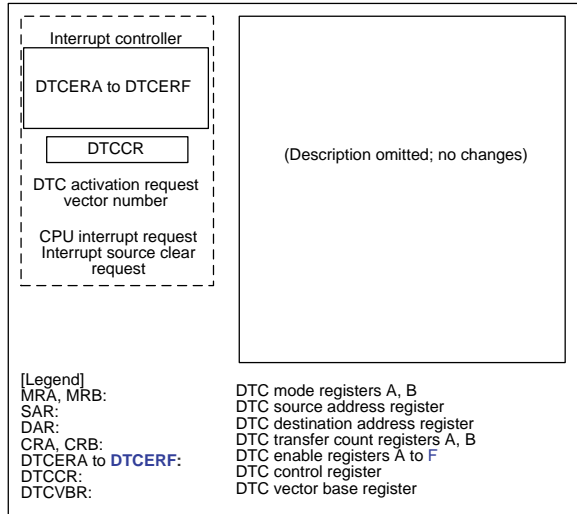 Interrupt controller
DTCERA to DTCERF
DTCCR
DTC activation request
vector number
CPU interrupt request
Interrupt source clear
request
(Description omitted; no changes)
[Legend]
MRA, MRB: DTC mode registers A, B
SAR: DTC source address register
DAR: DTC destination address register
CRA, CRB: DTC transfer count registers A, B
DTCERA to DTCERF: DTC enable registers A to F
DTCCR: DTC control register
DTCVBR: DTC vector base register